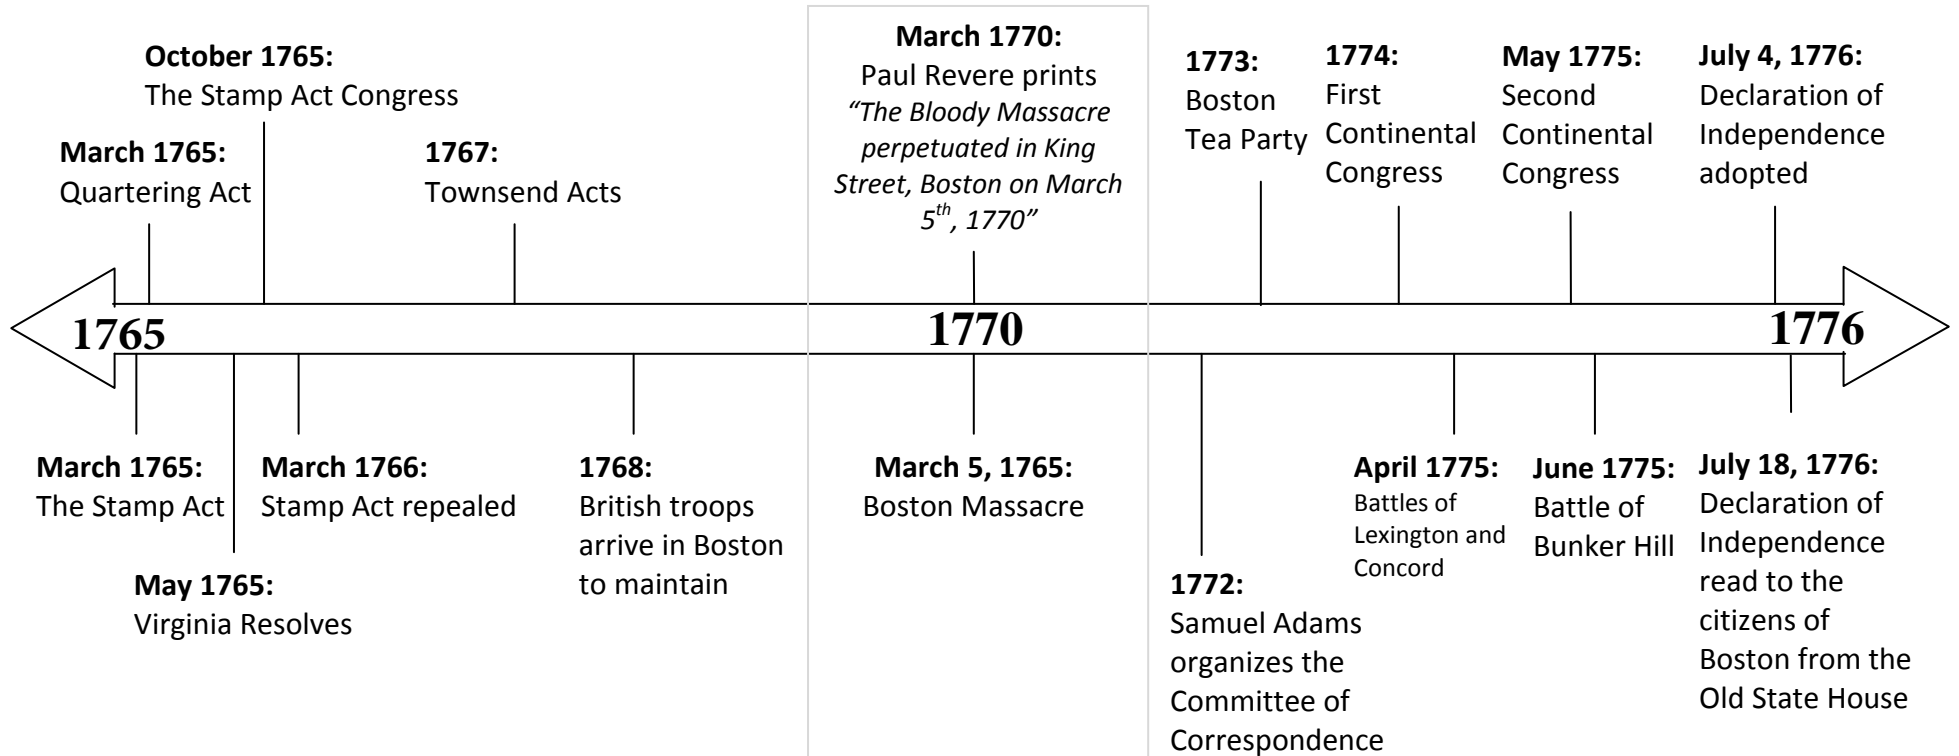 October 1765:
The Stamp Act Congress
March 1765:
Quartering Act
1767:
Townsend Acts
March 1770:
Paul Revere prints
“The Bloody Massacre
perpetuated in King
Street, Boston on March
5th, 1770”
1773:
Boston
Tea Party
1774:
First
Continental
Congress
May 1775:
Second
Continental
Congress
July 4, 1776:
Declaration of
Independence
adopted
1765
1770
1776
March 1765:
The Stamp Act
May 1765:
Virginia Resolves
March 1766:
Stamp Act repealed
1768:
British troops
arrive in Boston
to maintain
March 5, 1765:
Boston Massacre
1772:
Samuel Adams
organizes the
Committee of
Correspondence
April 1775:
Battles of
Lexington and
Concord
June 1775:
Battle of
Bunker Hill
July 18, 1776:
Declaration of
Independence
read to the
citizens of
Boston from the
Old State House